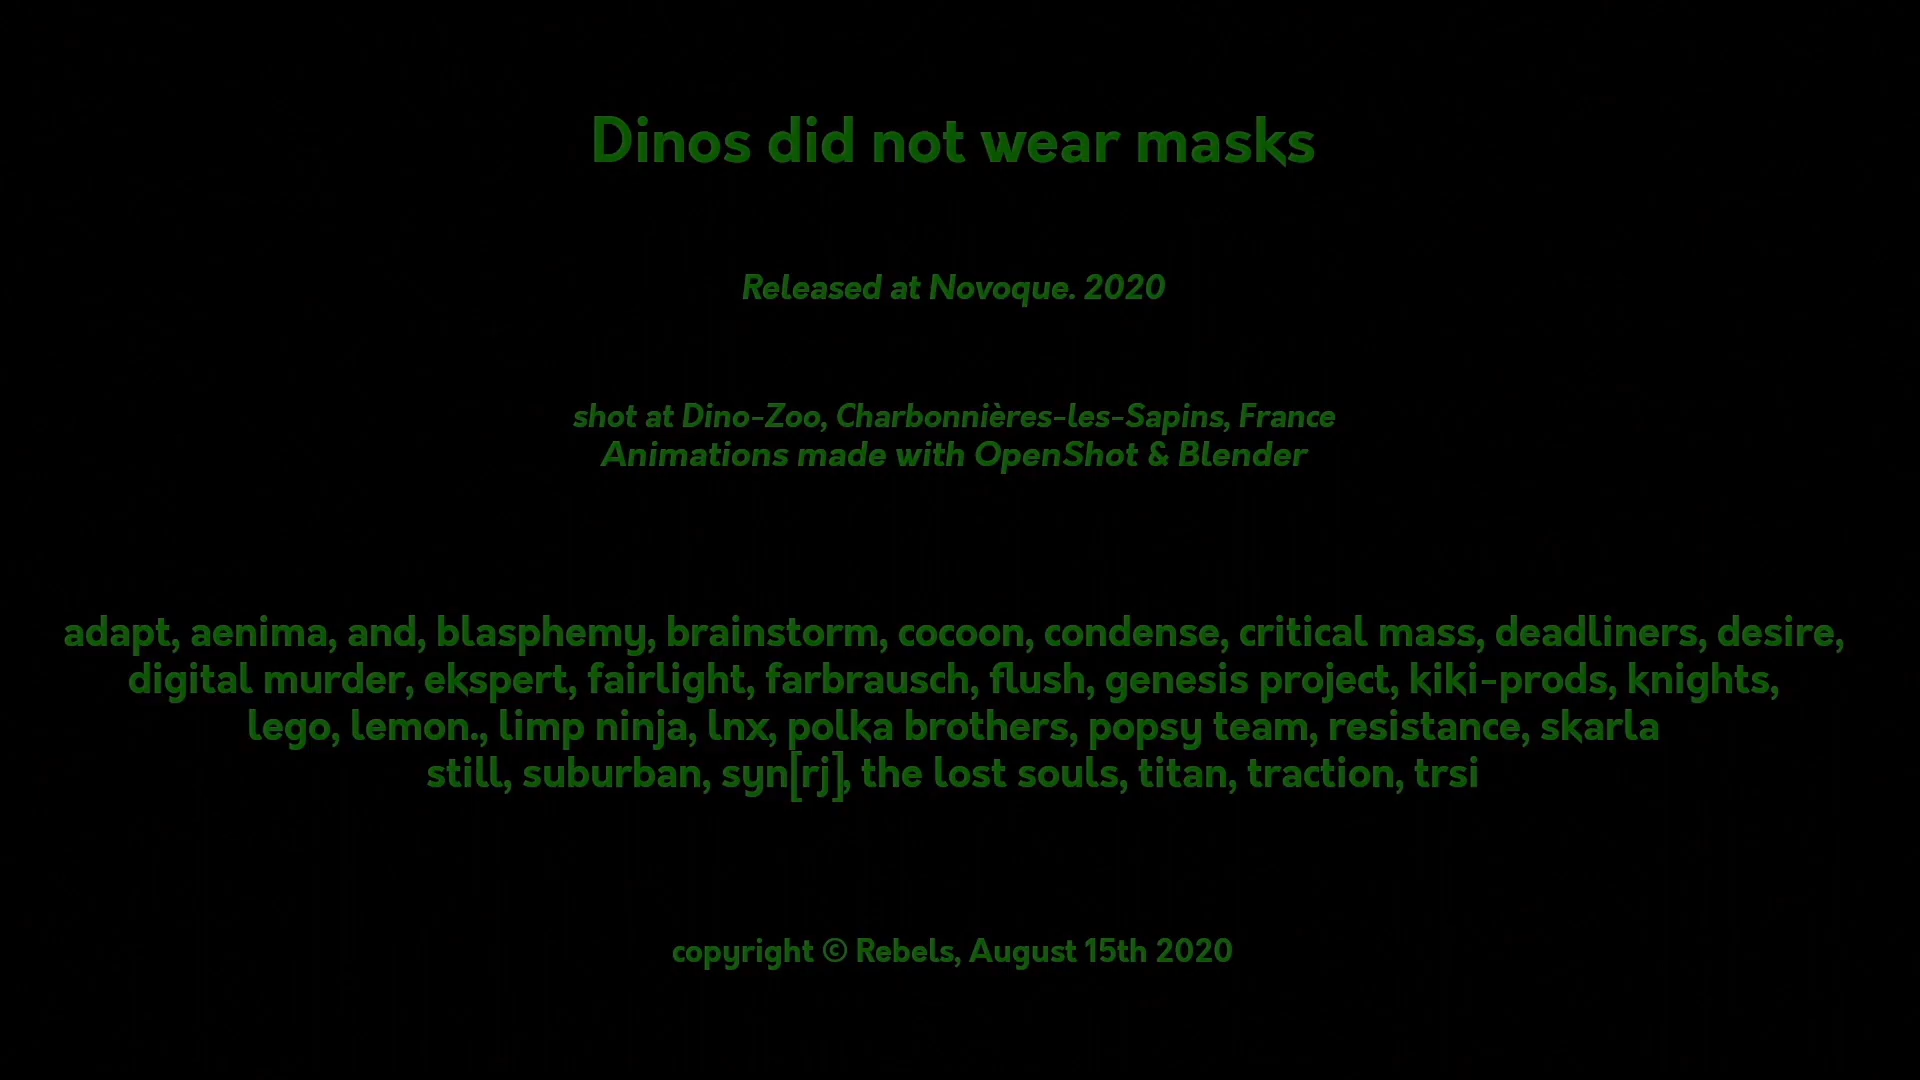 Dinos did not wear masks
Released at Novoque. 2020
shot at Dino-Zoo, Charbonnières-les-Sapins, France
Animations made with OpenShot & Blender
adapt, aenima, and, blasphemy, brainstorm, cocoon, condense, critical mass, deadliners, desire,
digital murder, ekspert, fairlight, farbrausch, flush, genesis project, kiki-prods, knights,
lego, lemon., limp ninja, lnx, polka brothers, popsy team, resistance, skarla
still, suburban, syn[rj], the lost souls, titan, traction, trsi
copyright © Rebels, August 15th 2020